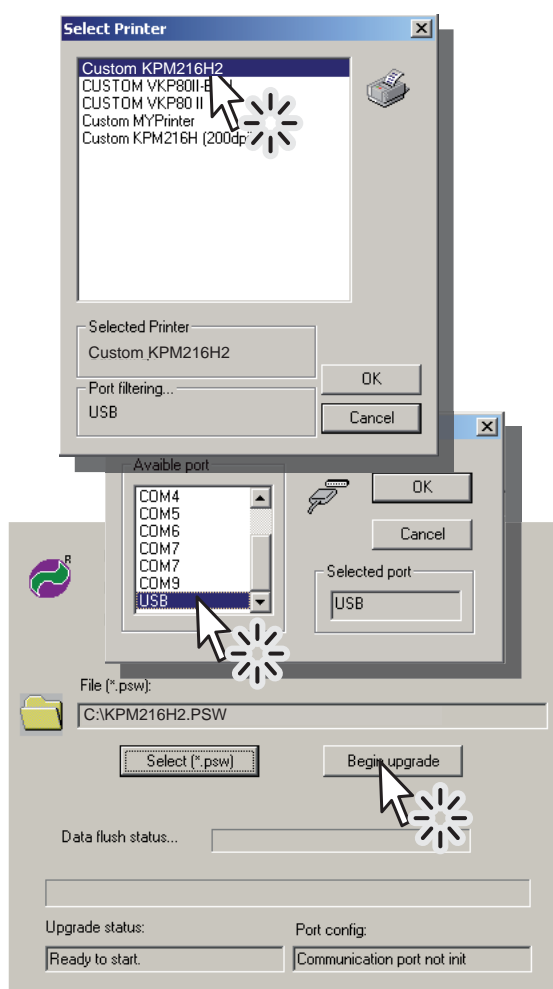 Select Printer
Custom KPM216H2
CUSTOM VKP80II-E
CUSTOM VKP80 II
Custom MYPrinter
Custom KPM216H (200dpi
Selected Printer
Custom KPM216H2
Port filtering...
USB
OK
Cancel
Avaible port
COM4
COM5
COM6
COM7
COM7
COM9
USB
OK
Cancel
Selected port
USB
R
File (*.psw):
C:\KPM216H2.PSW
Select (*.psw)
Begin upgrade
Data flush status...
Upgrade status:
Port config:
Ready to start.
Communication port not init